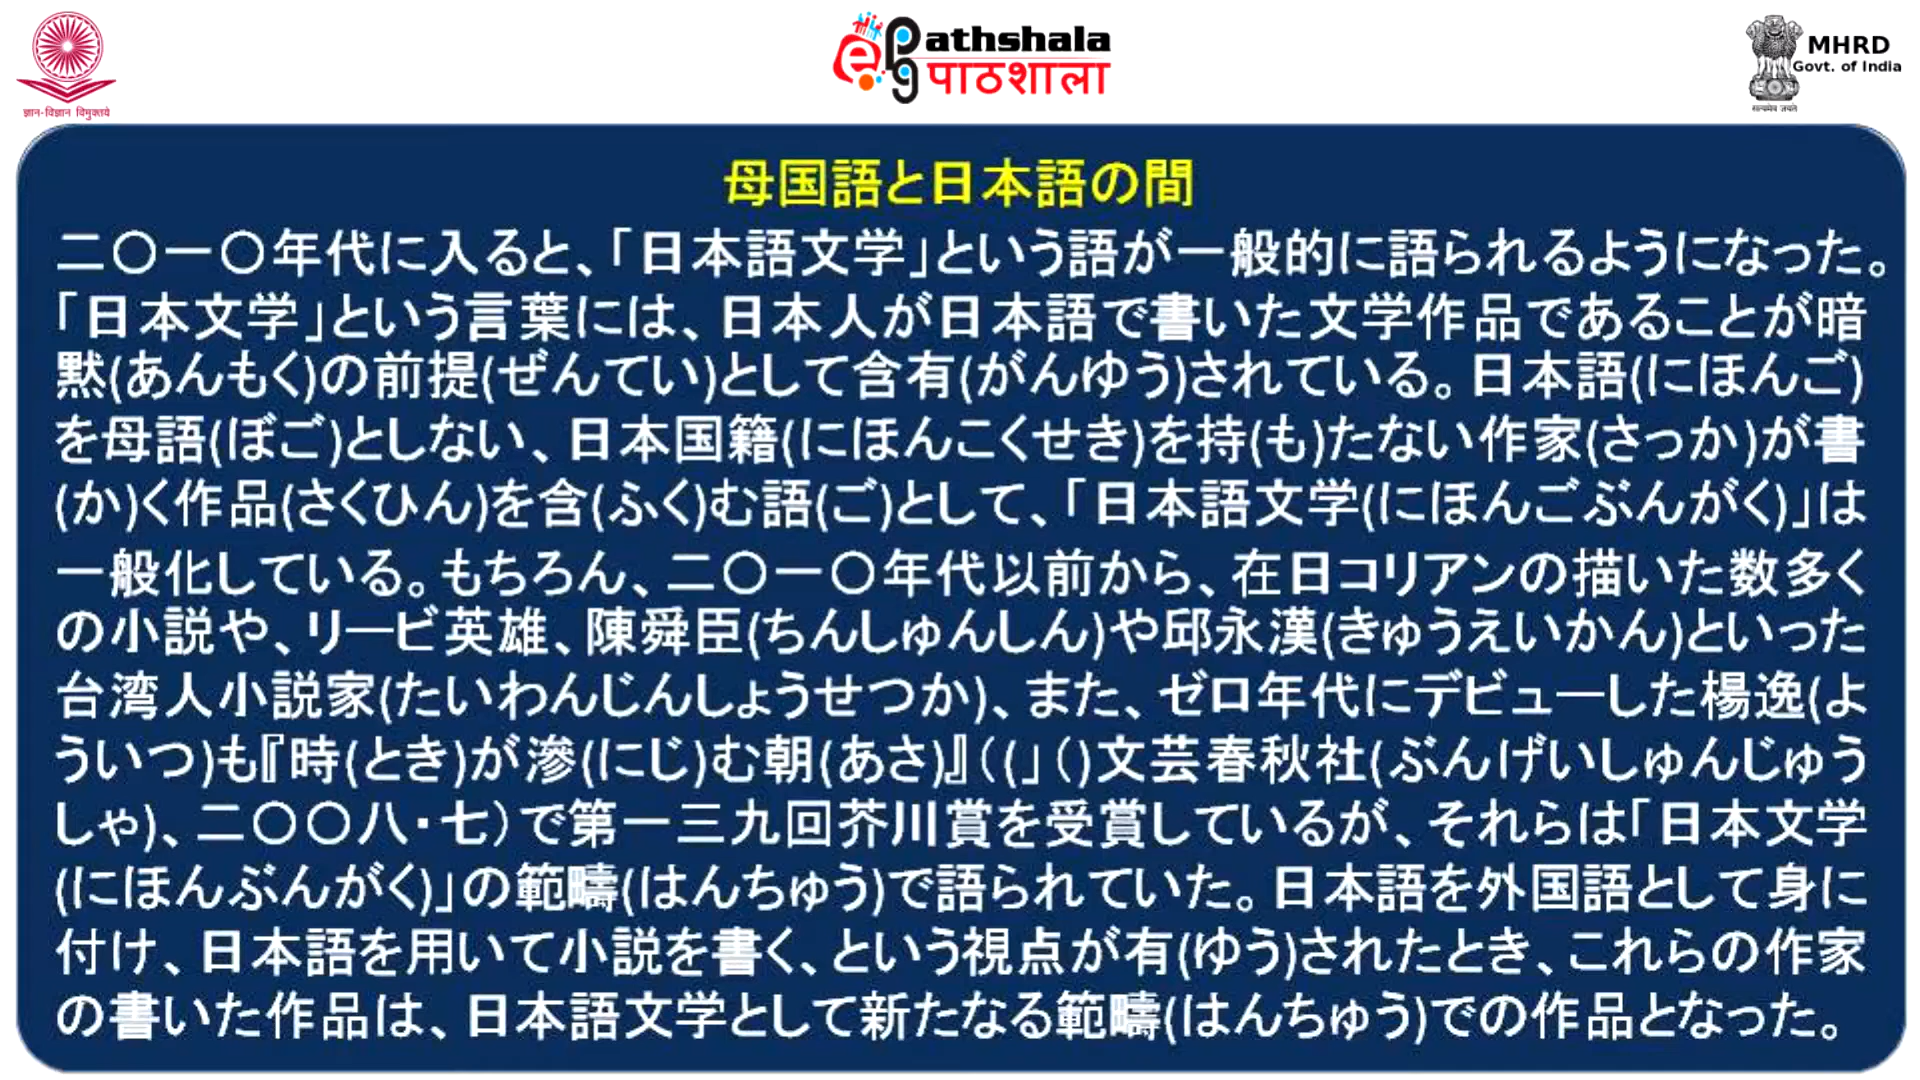 ज्ञान-विज्ञान विमुक्तये
ePG Pathshala
पाठशाला
MHRD
Govt. of India
सत्यमेव जयते
母国語と日本語の間
二〇一〇年代に入ると、「日本語文学」という語が一般的に語られるようになった。
「日本文学」という言葉には、日本人が日本語で書いた文学作品であることが暗
黙(あんもく)の前提(ぜんてい)として含有(がんゆう)されている。日本語(にほんご)
を母語(ぼご)としない、日本国籍(にほんこくせき)を持(も)たない作家(さっか)が書
(か)く作品(さくひん)を含(ふく)む語(ご)として、「日本語文学(にほんごぶんがく)」は
一般化している。もちろん、二〇一〇年代以前から、在日コリアンの描いた数多く
の小説や、リービ英雄、陳舜臣(ちんしゅんしん)や邱永漢(きゅうえいかん)といった
台湾人小説家(たいわんじんしょうせつか)、また、ゼロ年代にデビューした楊逸(よ
ういつ)も『時(とき)が滲(にじ)む朝(あさ)』（(」（)文芸春秋社(ぶんげいしゅんじゅう
しゃ)、二〇〇八・七）で第一三九回芥川賞を受賞しているが、それらは「日本文学
(にほんぶんがく)」の範疇(はんちゅう)で語られていた。日本語を外国語として身に
付け、日本語を用いて小説を書く、という視点が有(ゆう)されたとき、これらの作家
の書いた作品は、日本語文学として新たなる範疇(はんちゅう)での作品となった。